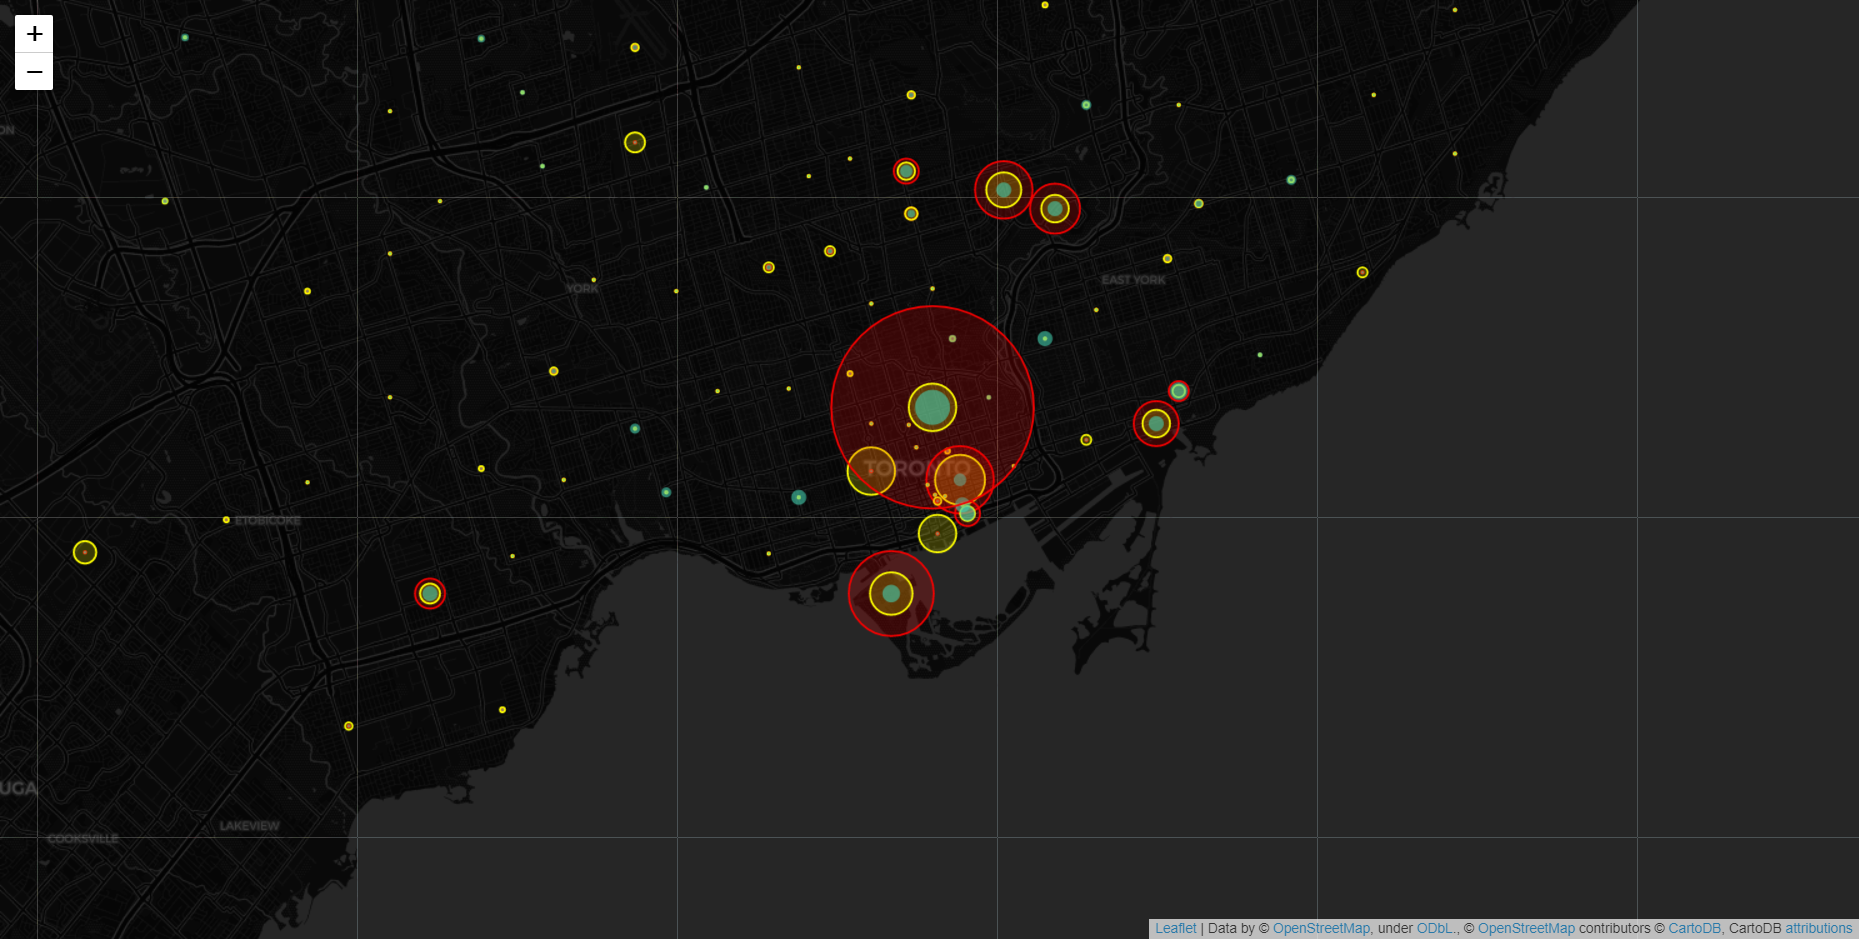 +
−
ON
YORK
EAST YORK
TORONTO
ETOBICOKE
UGA
LAKEVIEW
COOKSVILLE
Leaflet | Data by © OpenStreetMap, under ODbL., © OpenStreetMap contributors © CartoDB, CartoDB attributions